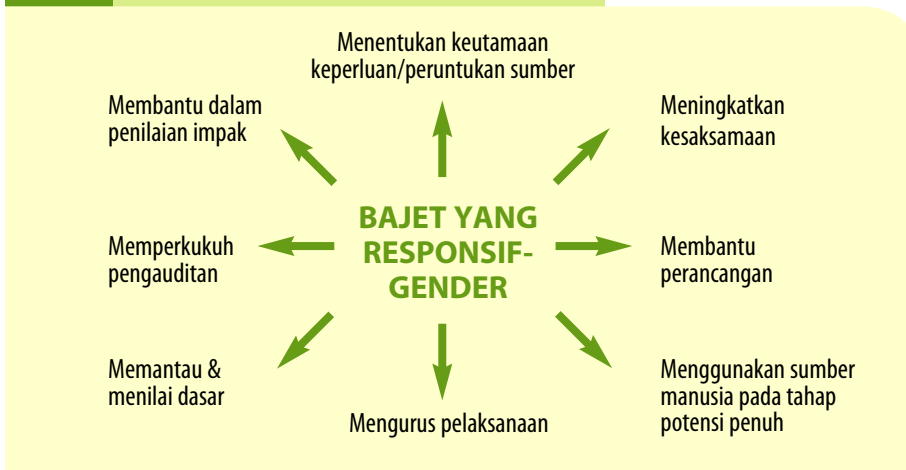 Menentukan keutamaan
keperluan/peruntukan sumber
Membantu dalam
penilaian impak
Meningkatkan
kesaksamaan
BAJET YANG
RESPONSIF-
GENDER
Memperkukuh
pengauditan
Membantu
perancangan
Memantau &
menilai dasar
Mengurus pelaksanaan
Menggunakan sumber
manusia pada tahap
potensi penuh